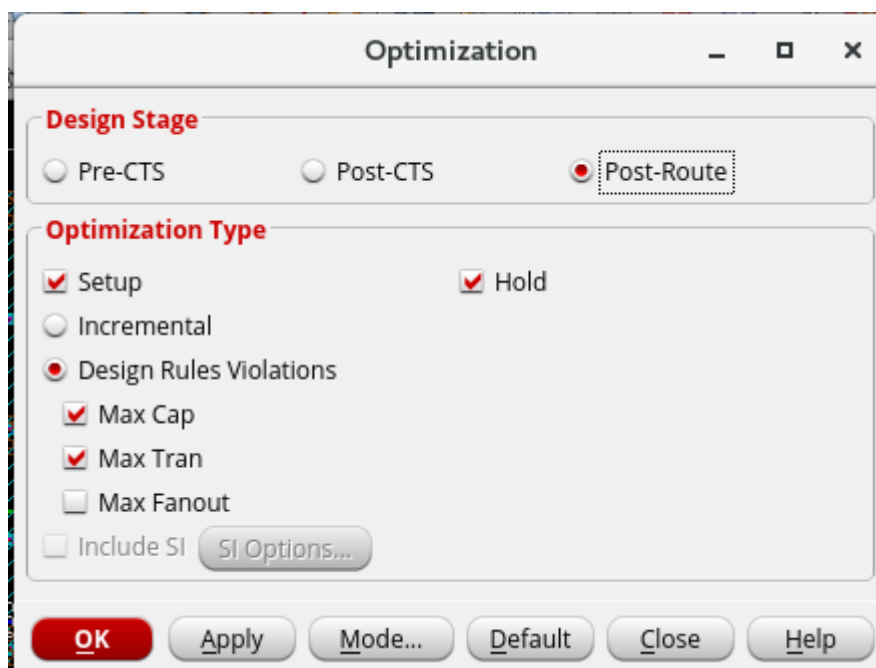 Optimization
Design Stage
Pre-CTS Post-CTS Post-Route
Optimization Type
Setup Hold
Incremental
Design Rules Violations
Max Cap
Max Tran
Max Fanout
Include SI SI Options...
OK Apply Mode... Default Close Help